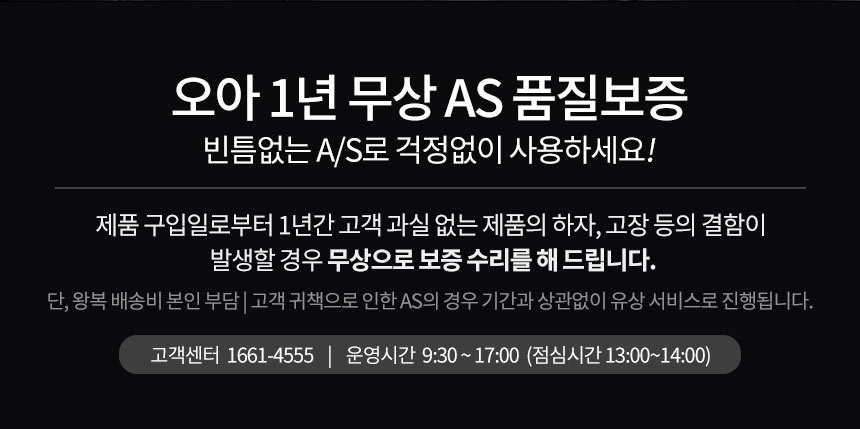 오아 1년 무상 AS 품질보증
빈틈없는 A/S로 걱정없이 사용하세요!
제품 구입일로부터 1년간 고객 과실 없는 제품의 하자, 고장 등의 결함이
발생할 경우 무상으로 보증 수리를 해 드립니다.
단, 왕복 배송비 본인 부담 | 고객 귀책으로 인한 AS의 경우 기간과 상관없이 유상 서비스로 진행됩니다.
고객센터 1661-4555 | 운영시간 9:30 ~ 17:00 (점심시간 13:00~14:00)